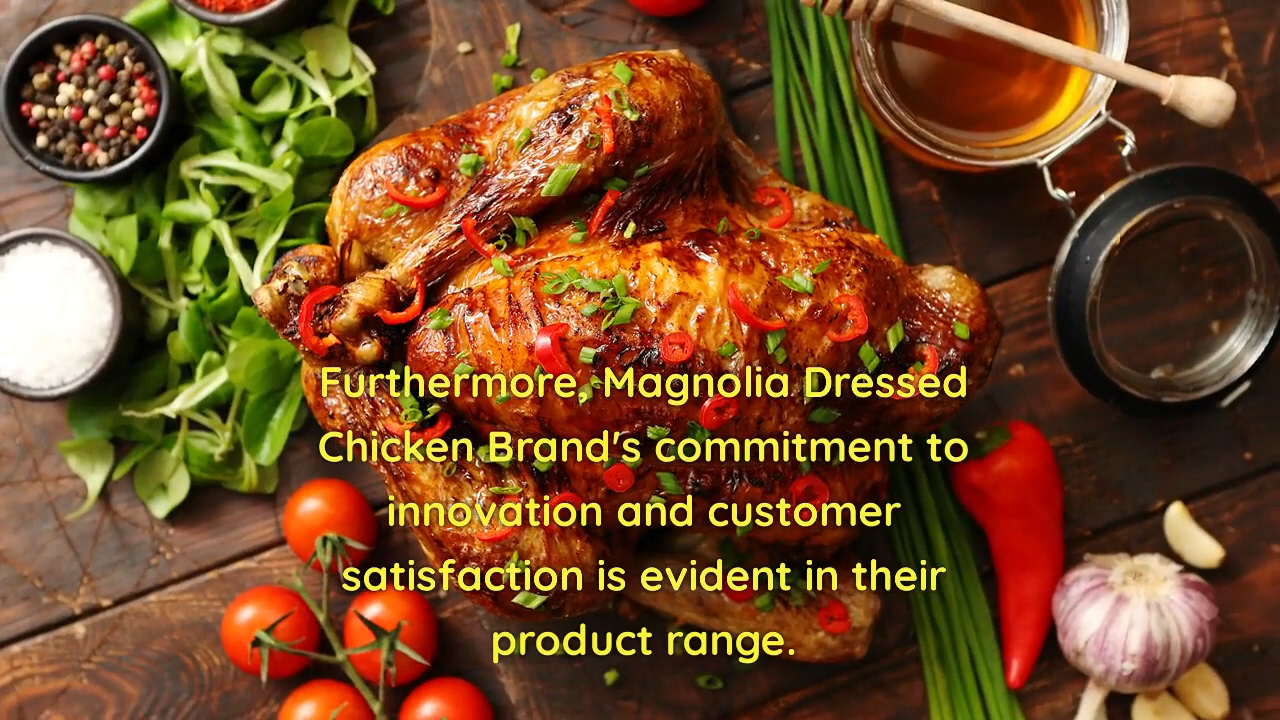 Furthermore, Magnolia Dressed
Chicken Brand's commitment to
innovation and customer
satisfaction is evident in their
product range.